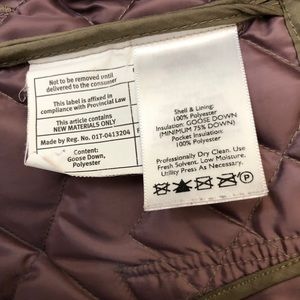 Not to be removed until
delivered to the consumer
This label is affixed in
compliance with Provincial Law
This article contains
NEW MATERIALS ONLY
Made by Reg. No. 01T-0413204
Content:
Goose Down,
Polyester
Shell & Lining:
100% Polyester
Insulation: GOOSE DOWN
(MINIMUM 75% DOWN)
Pocket Insulation:
100% Polyester
Professionally Dry Clean. Use
Fresh Solvent, Low Moisture,
Use Press, No Steam.
P